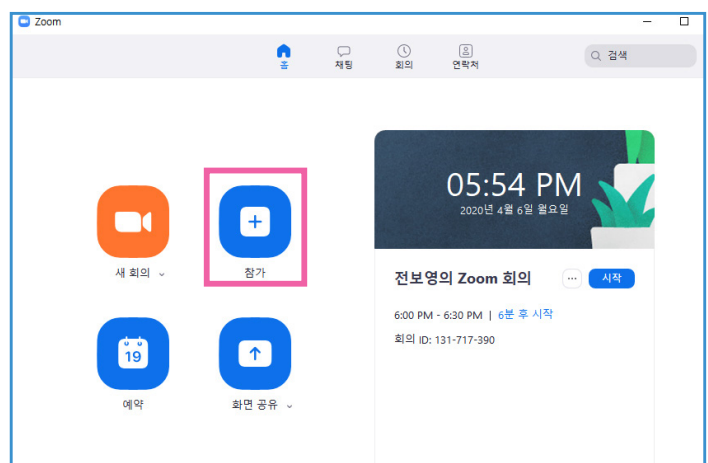 Zoom
홈
채팅
회의
연락처
검색
05:54 PM
2020년 4월 6일 월요일
새 회의
참가
전보영의 Zoom 회의
시작
6:00 PM - 6:30 PM | 6분 후 시작
회의 ID: 131-717-390
19
예약
화면 공유